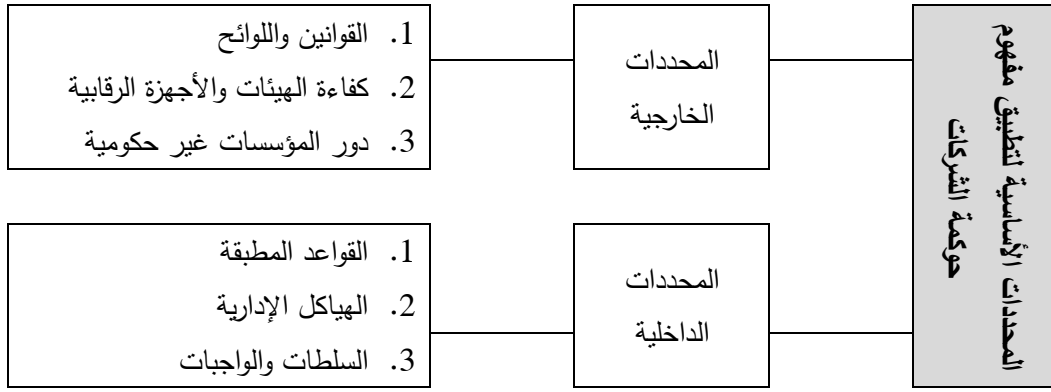 المحددات الأساسية لتطبيق مفهوم
حوكمة الشركات
المحددات
الخارجية
1. القوانين واللوائح
2. كفاءة الهيئات والأجهزة الرقابية
3. دور المؤسسات غير حكومية
المحددات
الداخلية
1. القواعد المطبقة
2. الهياكل الإدارية
3. السلطات والواجبات